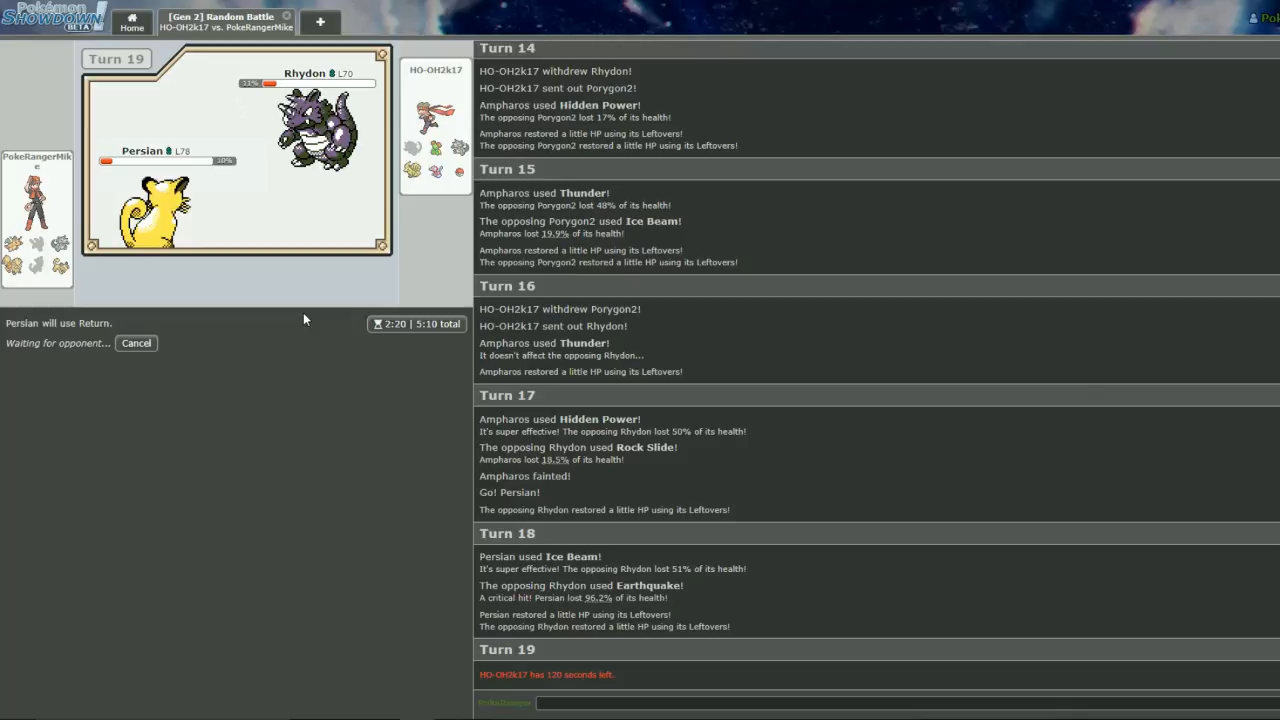 Pokémon
SHOWDOWN!
BETA
Home
[Gen 2] Random Battle
HO-OH2k17 vs. PokeRangerMike
+
Turn 19
Rhydon L70
11%
Persian L78
10%
PokeRangerMik
e
HO-OH2k17
Persian will use Return.
Waiting for opponent... Cancel
2:20 | 5:10 total
Turn 14
HO-OH2k17 withdrew Rhydon!
HO-OH2k17 sent out Porygon2!
Ampharos used Hidden Power!
The opposing Porygon2 lost 17% of its health!
Ampharos restored a little HP using its Leftovers!
The opposing Porygon2 restored a little HP using its Leftovers!
Turn 15
Ampharos used Thunder!
The opposing Porygon2 lost 48% of its health!
The opposing Porygon2 used Ice Beam!
Ampharos lost 19.9% of its health!
Ampharos restored a little HP using its Leftovers!
The opposing Porygon2 restored a little HP using its Leftovers!
Turn 16
HO-OH2k17 withdrew Porygon2!
HO-OH2k17 sent out Rhydon!
Ampharos used Thunder!
It doesn't affect the opposing Rhydon...
Ampharos restored a little HP using its Leftovers!
Turn 17
Ampharos used Hidden Power!
It's super effective! The opposing Rhydon lost 50% of its health!
The opposing Rhydon used Rock Slide!
Ampharos lost 18.5% of its health!
Ampharos fainted!
Go! Persian!
The opposing Rhydon restored a little HP using its Leftovers!
Turn 18
Persian used Ice Beam!
It's super effective! The opposing Rhydon lost 51% of its health!
The opposing Rhydon used Earthquake!
A critical hit! Persian lost 96.2% of its health!
Persian restored a little HP using its Leftovers!
The opposing Rhydon restored a little HP using its Leftovers!
Turn 19
HO-OH2k17 has 120 seconds left.